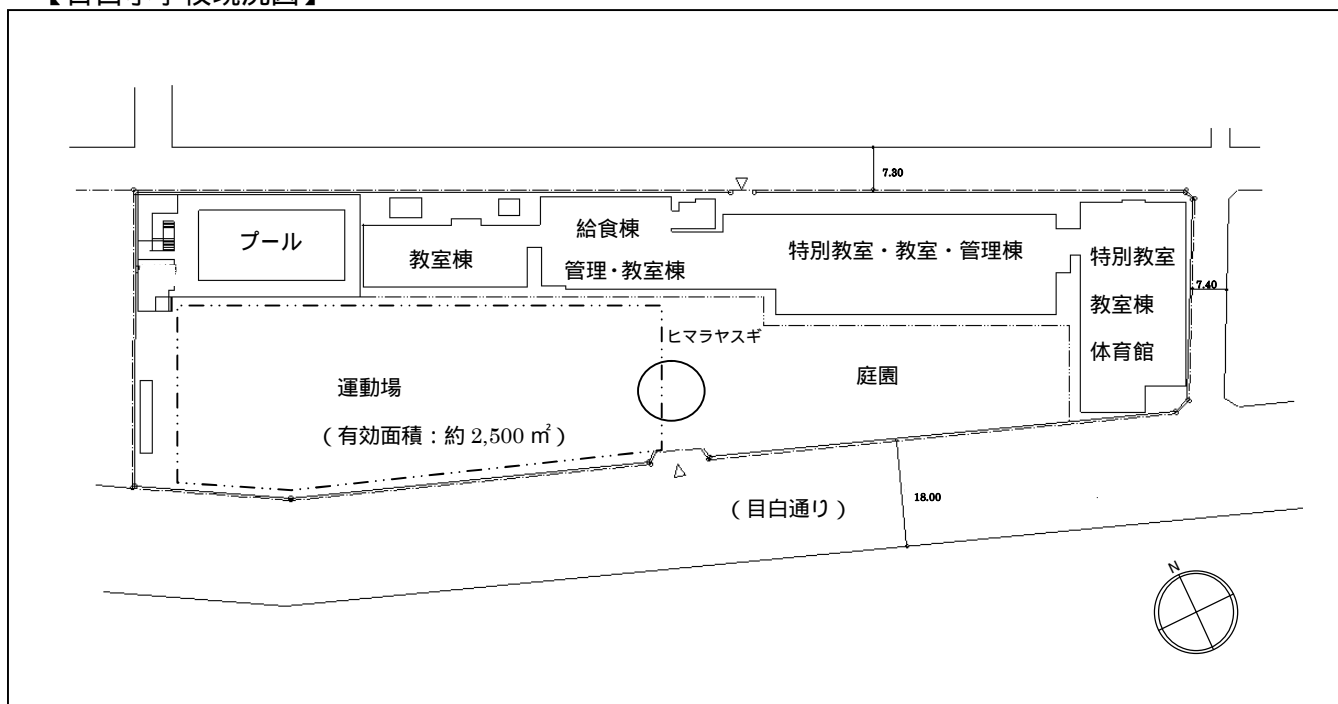 【目白小学校現況図】
7.30
プール
教室棟
給食棟
管理・教室棟
特別教室・教室・管理棟
特別教室
教室棟
体育館
7.40
ヒマラヤスギ
運動場
（有効面積：約 2,500 ㎡）
庭園
（目白通り）
18.00
N